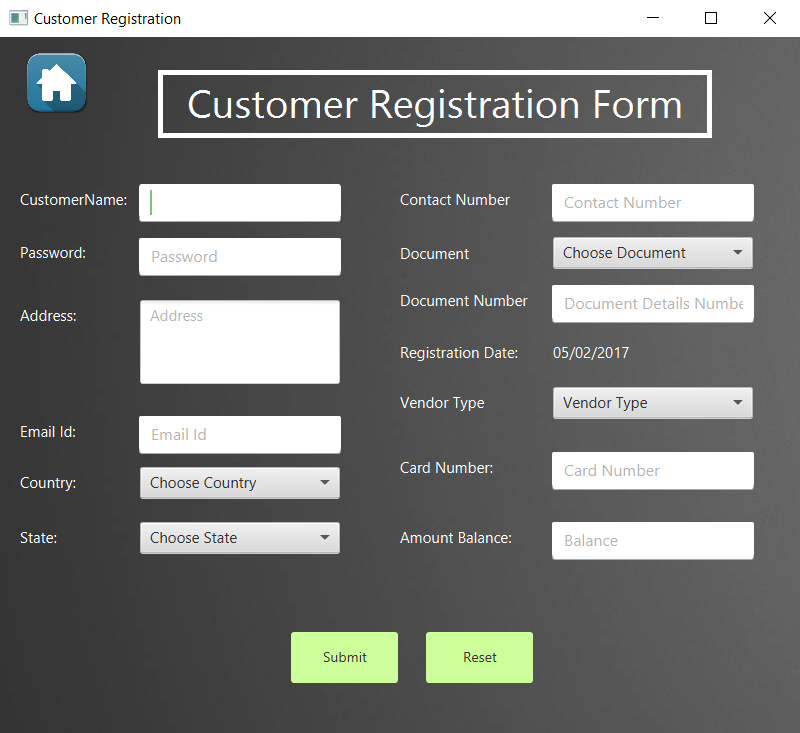 Customer Registration
Customer Registration Form
CustomerName:
Password: Password
Address: Address
Email Id: Email Id
Country: Choose Country
State: Choose State
Contact Number Contact Number
Document Choose Document
Document Number Document Details Numbe
Registration Date: 05/02/2017
Vendor Type Vendor Type
Card Number: Card Number
Amount Balance: Balance
Submit Reset